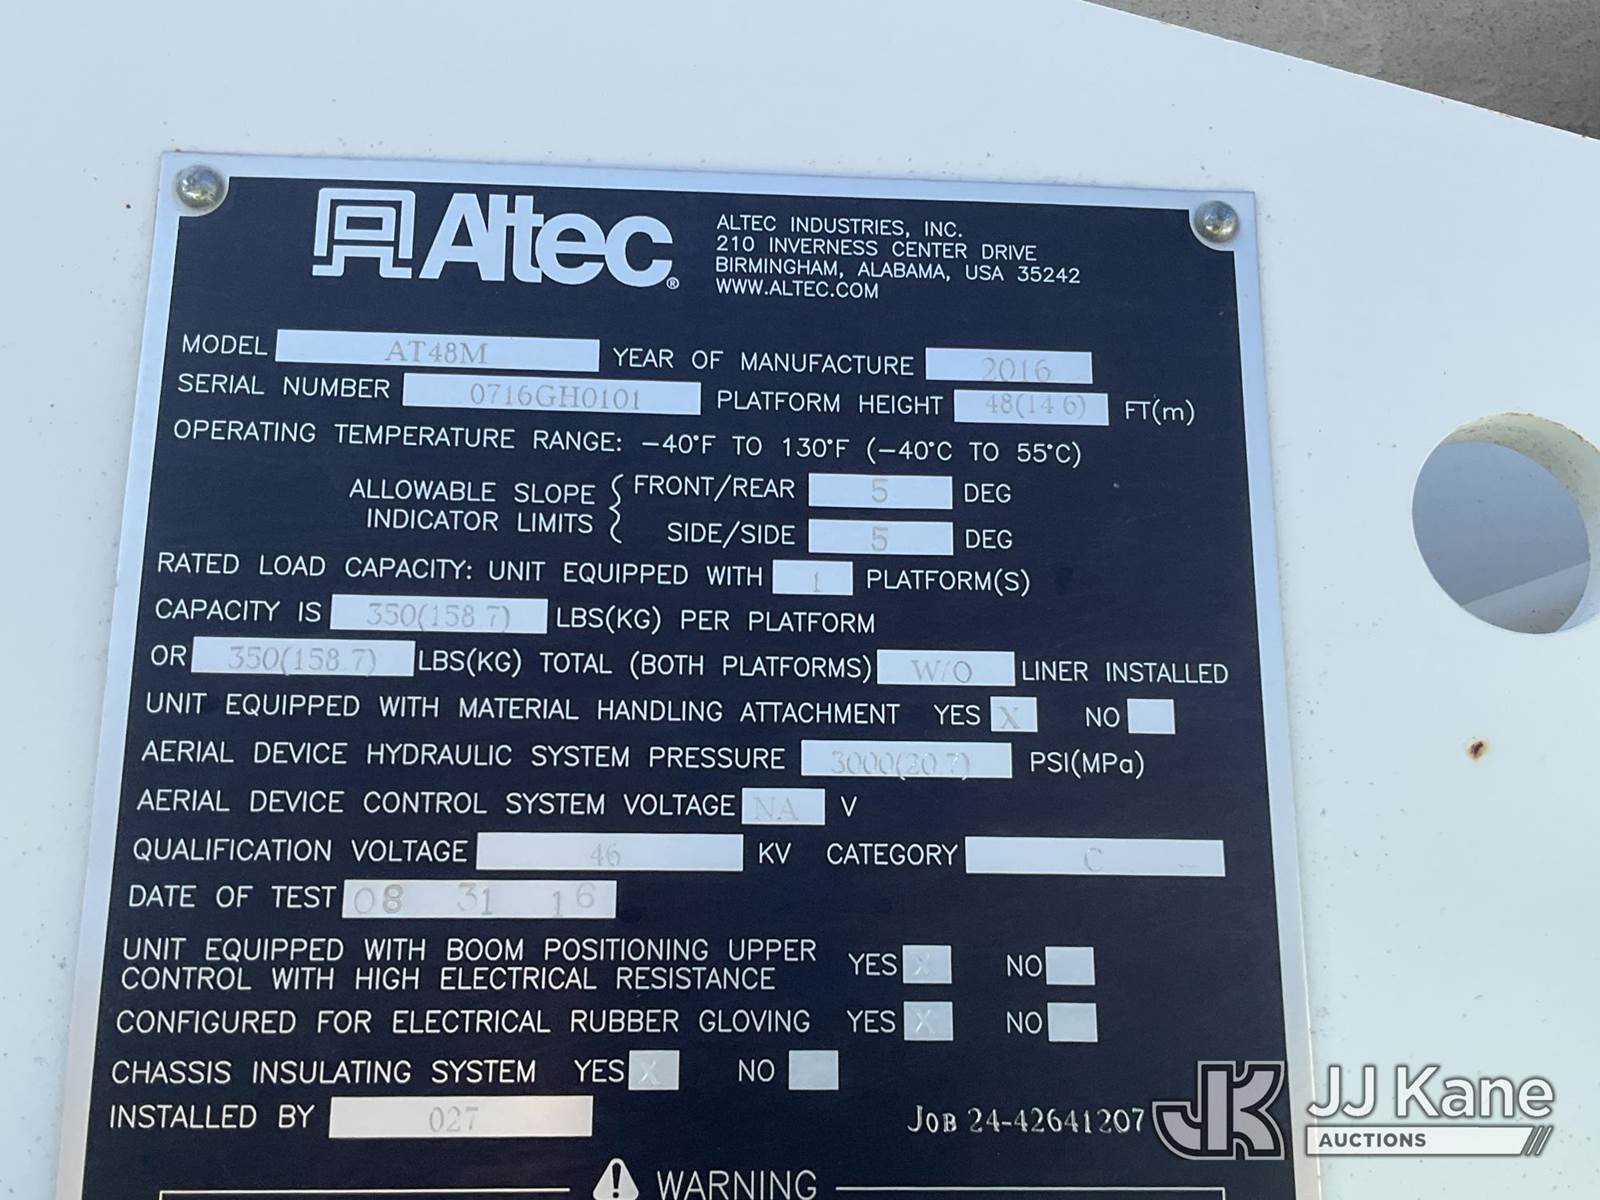 Altec®
ALTEC INDUSTRIES, INC.
210 INVERNESS CENTER DRIVE
BIRMINGHAM, ALABAMA, USA 35242
WWW.ALTEC.COM
MODEL AT48M YEAR OF MANUFACTURE 2016
SERIAL NUMBER 0716GH0101 PLATFORM HEIGHT 48(14 6) FT(m)
OPERATING TEMPERATURE RANGE: −40°F TO 130°F (−40°C TO 55°C)
ALLOWABLE SLOPE INDICATOR LIMITS { FRONT/REAR 5 DEG
SIDE/SIDE 5 DEG
RATED LOAD CAPACITY: UNIT EQUIPPED WITH 1 PLATFORM(S)
CAPACITY IS 350(158 7) LBS(KG) PER PLATFORM
OR 350(158 7) LBS(KG) TOTAL (BOTH PLATFORMS) W/O LINER INSTALLED
UNIT EQUIPPED WITH MATERIAL HANDLING ATTACHMENT YES X NO
AERIAL DEVICE HYDRAULIC SYSTEM PRESSURE 3000(20 7) PSI(MPa)
AERIAL DEVICE CONTROL SYSTEM VOLTAGE NA V
QUALIFICATION VOLTAGE 46 KV CATEGORY C
DATE OF TEST 08 31 16
UNIT EQUIPPED WITH BOOM POSITIONING UPPER
CONTROL WITH HIGH ELECTRICAL RESISTANCE YES X NO
CONFIGURED FOR ELECTRICAL RUBBER GLOVING YES X NO
CHASSIS INSULATING SYSTEM YES X NO
INSTALLED BY 027 JOB 24-42641207
WARNING
JK JJ Kane
AUCTIONS